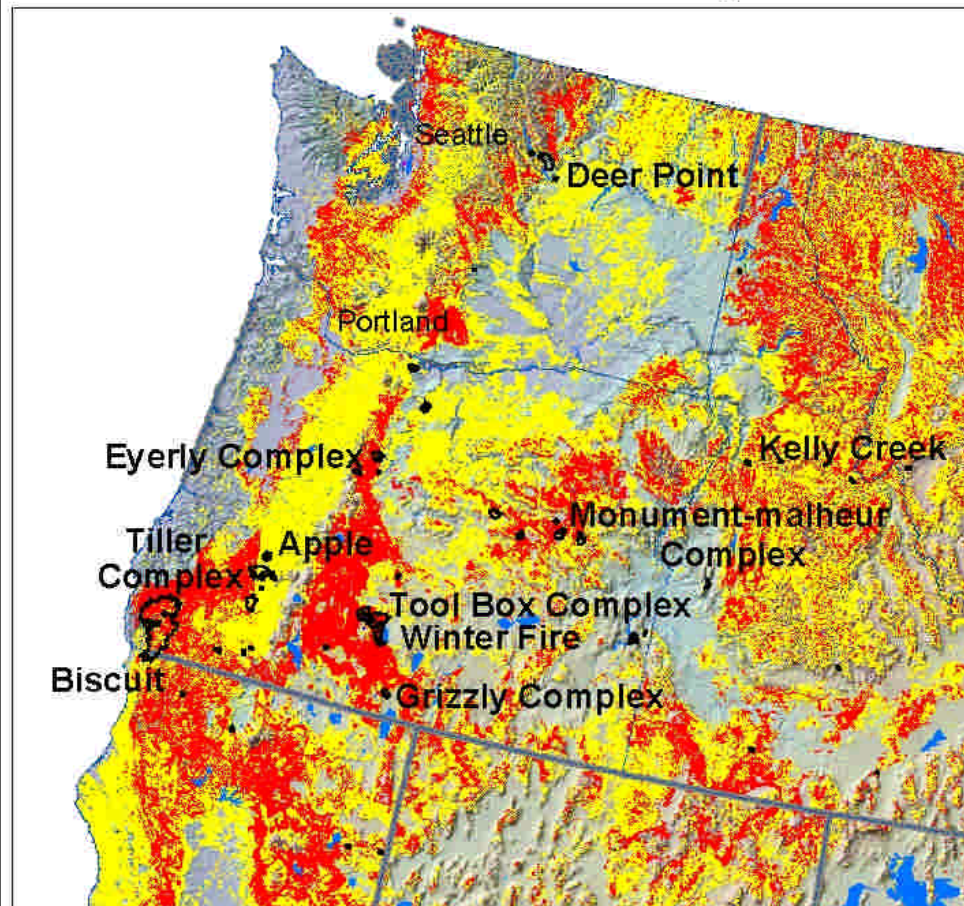 Seattle
Deer Point
Portland
Eyerly Complex
Kelly Creek
Monument-malheur
Complex
Tiller
Complex
Apple
Tool Box Complex
Winter Fire
Biscuit
Grizzly Complex